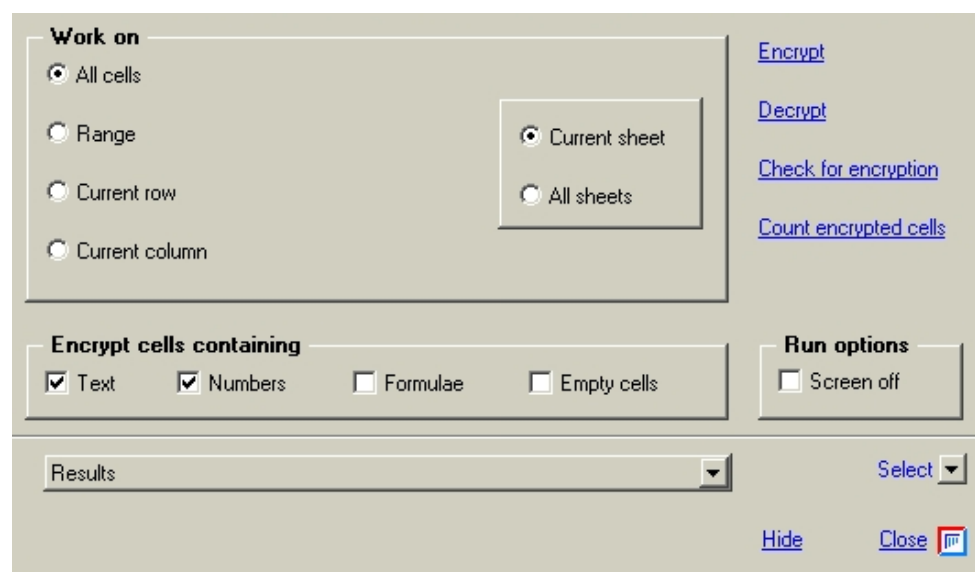 Work on
All cells
Range
Current row
Current column
Current sheet
All sheets
Encrypt
Decrypt
Check for encryption
Count encrypted cells
Encrypt cells containing
Text Numbers Formulae Empty cells
Run options
Screen off
Results
Select
Hide Close